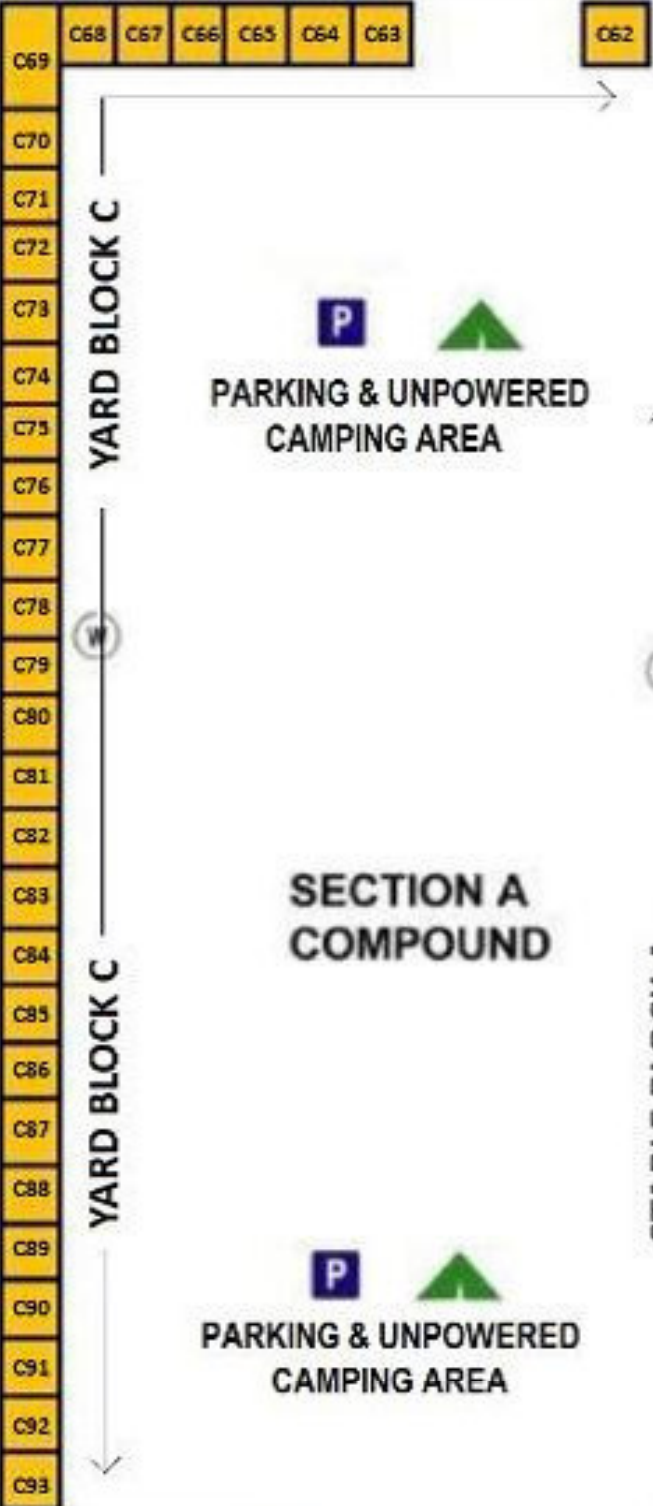 C69
C68 C67 C66 C65 C64 C63 C62
C70
C71
C72
C73
C74
C75
C76
C77
C78
C79
C80
C81
C82
C83
C84
C85
C86
C87
C88
C89
C90
C91
C92
C93
YARD BLOCK C
W
YARD BLOCK C
P
PARKING & UNPOWERED
CAMPING AREA
SECTION A
COMPOUND
P
PARKING & UNPOWERED
CAMPING AREA